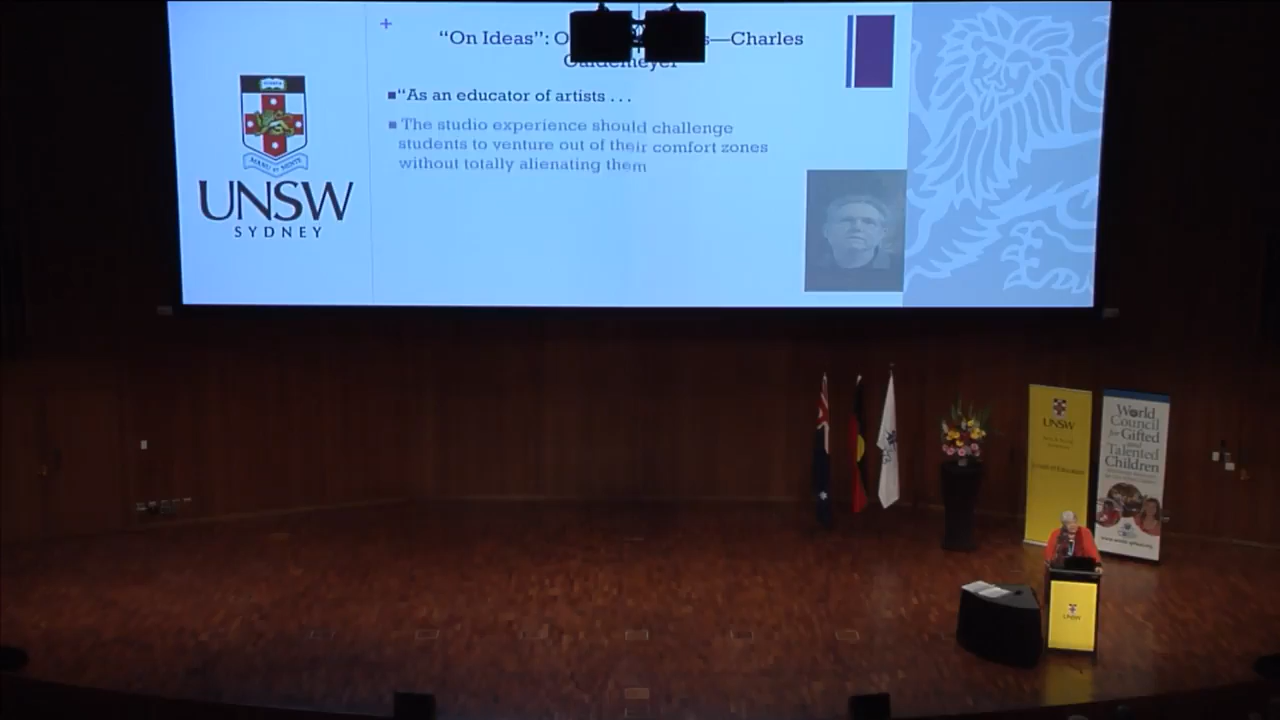 +
“On Ideas”: O s—Charles
■“As an educator of artists . . .
■ The studio experience should challenge
students to venture out of their comfort zones
without totally alienating them
UNSW
SYDNEY
UNSW
World
Council
for Gifted
and
Talented
Children
UNSW